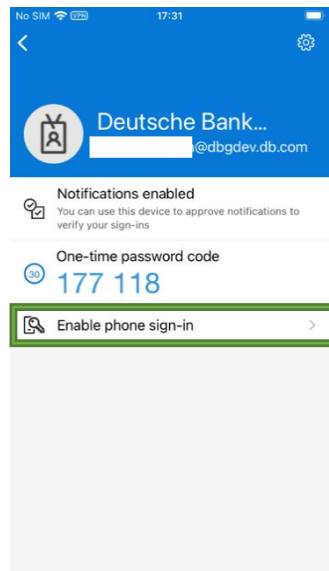 No SIM VPN 17:31
Deutsche Bank...
@dbgdev.db.com
Notifications enabled
You can use this device to approve notifications to
verify your sign-ins
One-time password code
30
177 118
Enable phone sign-in